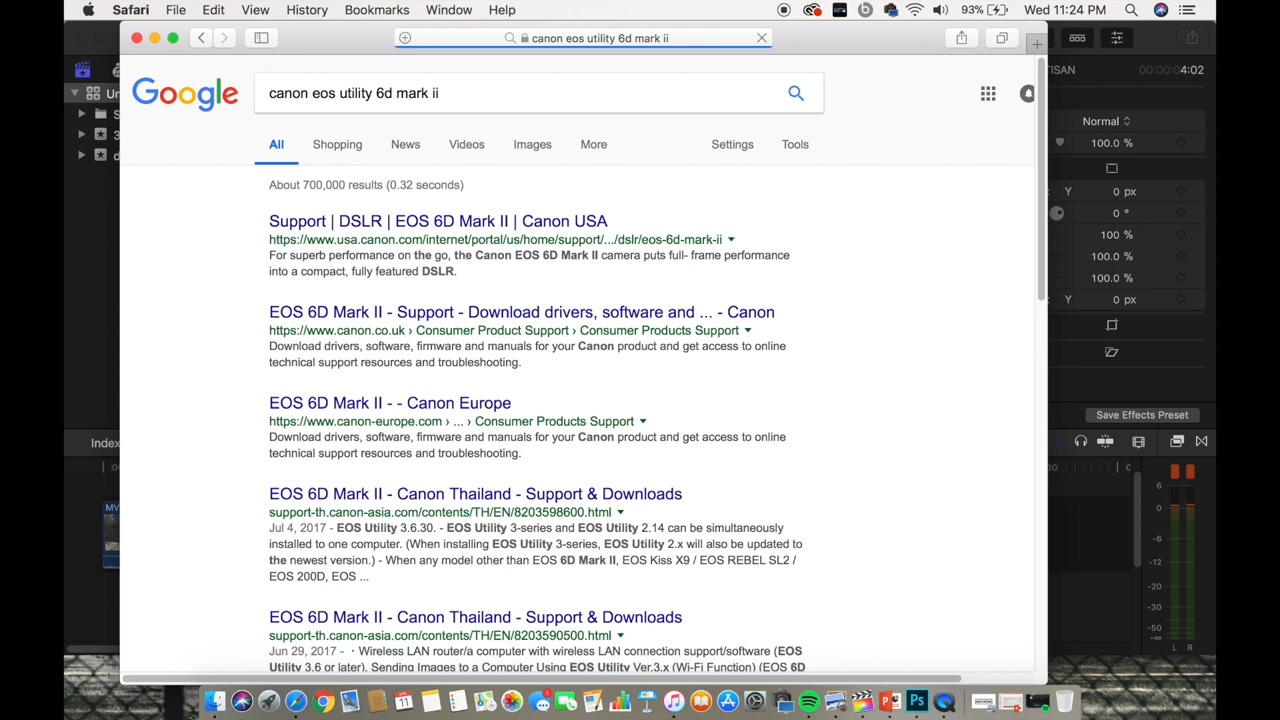 Safari File Edit View History Bookmarks Window Help 93% Wed 11:24 PM
canon eos utility 6d mark ii
Google canon eos utility 6d mark ii
All Shopping News Videos Images More Settings Tools
About 700,000 results (0.32 seconds)
Support | DSLR | EOS 6D Mark II | Canon USA
https://www.usa.canon.com/internet/portal/us/home/support/.../dslr/eos-6d-mark-ii
For superb performance on the go, the Canon EOS 6D Mark II camera puts full- frame performance
into a compact, fully featured DSLR.
EOS 6D Mark II - Support - Download drivers, software and ... - Canon
https://www.canon.co.uk › Consumer Product Support › Consumer Products Support
Download drivers, software, firmware and manuals for your Canon product and get access to online
technical support resources and troubleshooting.
EOS 6D Mark II - - Canon Europe
https://www.canon-europe.com › ... › Consumer Products Support
Download drivers, software, firmware and manuals for your Canon product and get access to online
technical support resources and troubleshooting.
EOS 6D Mark II - Canon Thailand - Support & Downloads
support-th.canon-asia.com/contents/TH/EN/8203598600.html
Jul 4, 2017 - EOS Utility 3.6.30. - EOS Utility 3-series and EOS Utility 2.14 can be simultaneously
installed to one computer. (When installing EOS Utility 3-series, EOS Utility 2.x will also be updated to
the newest version.) - When any model other than EOS 6D Mark II, EOS Kiss X9 / EOS REBEL SL2 /
EOS 200D, EOS ...
EOS 6D Mark II - Canon Thailand - Support & Downloads
support-th.canon-asia.com/contents/TH/EN/8203590500.html
Jun 29, 2017 - · Wireless LAN router/a computer with wireless LAN connection support/software (EOS
Utility 3.6 or later). Sending Images to a Computer Using EOS Utility Ver.3.x (Wi-Fi Function) (EOS 6D
Index
MV
ISAN 00:00:04:02
Normal
100.0 %
Y 0 px
0 °
100 %
100.0 %
100.0 %
Y 0 px
Save Effects Preset
6
0
-6
-12
-20
-30
-50
-∞
L R
11
Ps